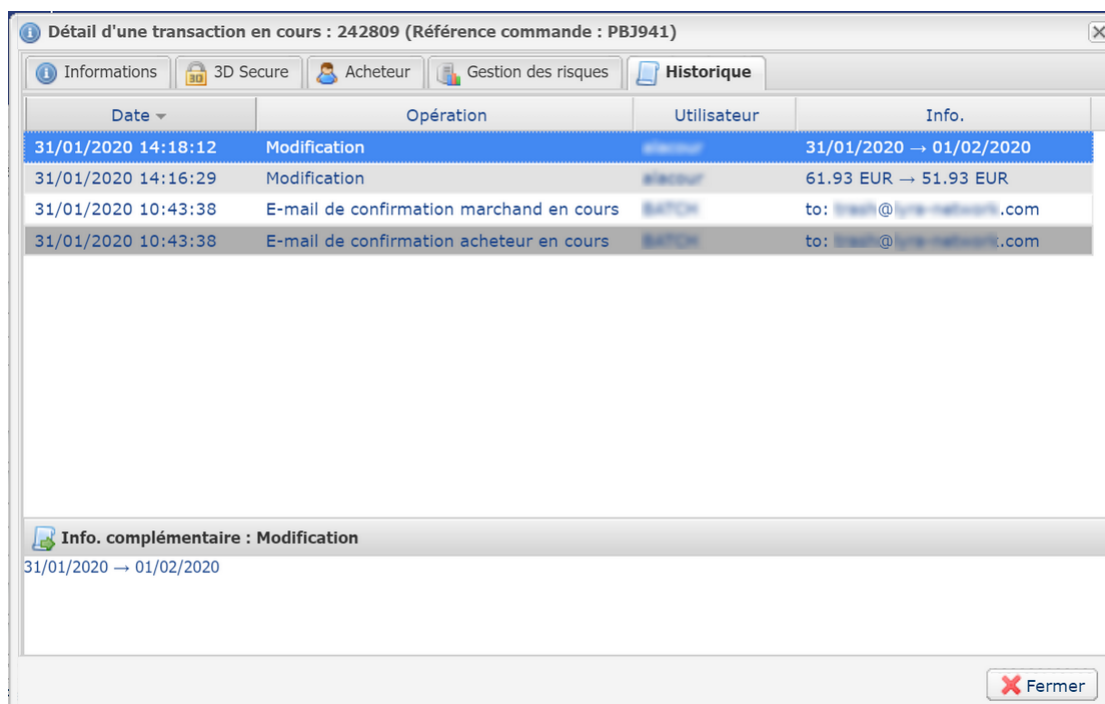 Détail d'une transaction en cours : 242809 (Référence commande : PBJ941)
Informations 3D Secure Acheteur Gestion des risques Historique
Date Opération Utilisateur Info.
31/01/2020 14:18:12 Modification 31/01/2020 → 01/02/2020
31/01/2020 14:16:29 Modification 61.93 EUR → 51.93 EUR
31/01/2020 10:43:38 E-mail de confirmation marchand en cours to: @ .com
31/01/2020 10:43:38 E-mail de confirmation acheteur en cours to: @ .com
Info. complémentaire : Modification
31/01/2020 → 01/02/2020
Fermer